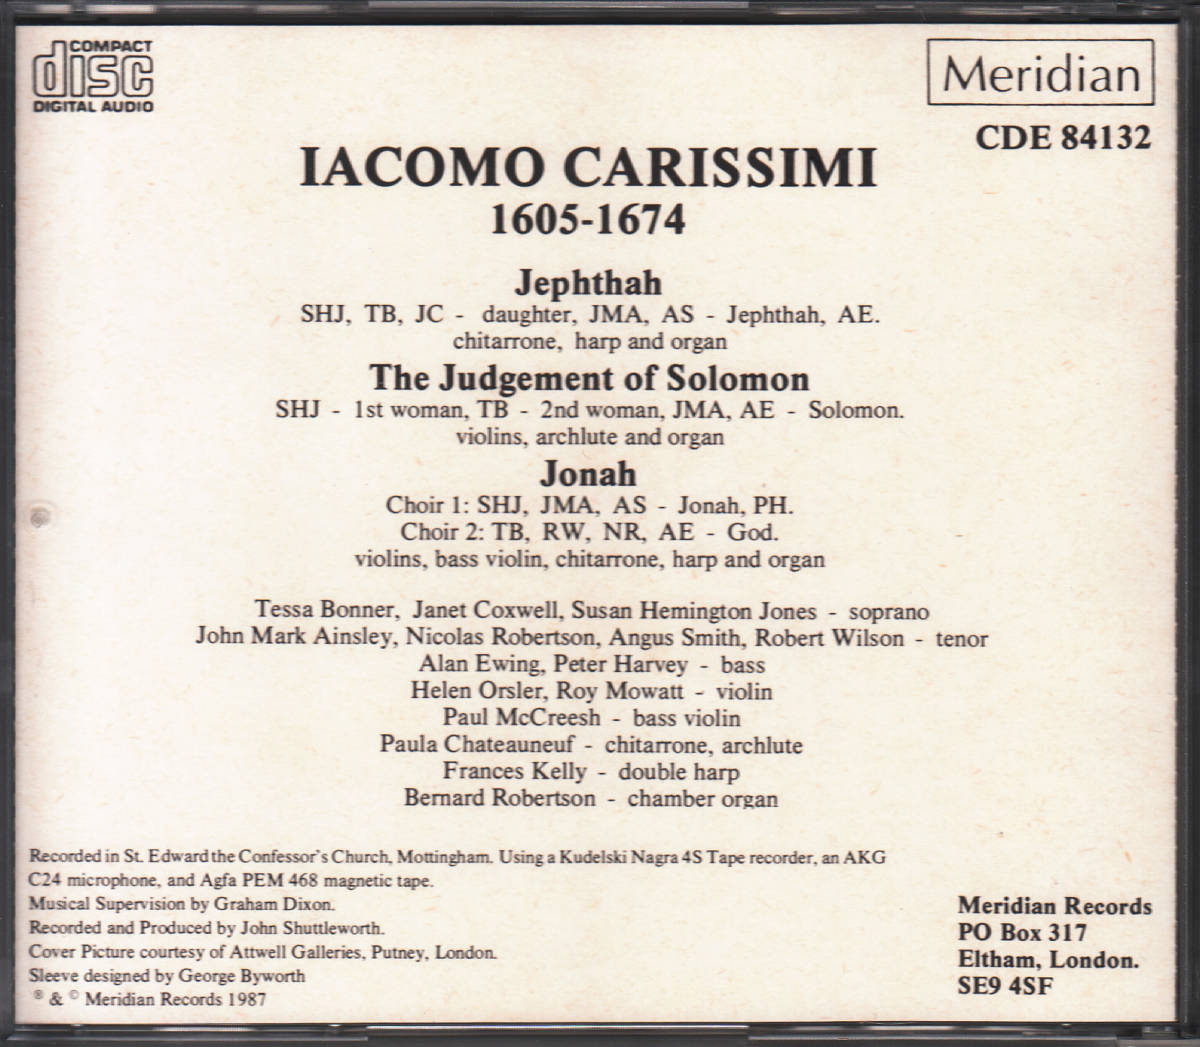 COMPACT
disc
DIGITAL AUDIO
Meridian
CDE 84132
IACOMO CARISSIMI
1605-1674
Jephthah
SHJ, TB, JC - daughter, JMA, AS - Jephthah, AE.
chitarrone, harp and organ
The Judgement of Solomon
SHJ - 1st woman, TB - 2nd woman, JMA, AE - Solomon.
violins, archlute and organ
Jonah
Choir 1: SHJ, JMA, AS - Jonah, PH.
Choir 2: TB, RW, NR, AE - God.
violins, bass violin, chitarrone, harp and organ
Tessa Bonner, Janet Coxwell, Susan Hemington Jones - soprano
John Mark Ainsley, Nicolas Robertson, Angus Smith, Robert Wilson - tenor
Alan Ewing, Peter Harvey - bass
Helen Orsler, Roy Mowatt - violin
Paul McCreesh - bass violin
Paula Chateauneuf - chitarrone, archlute
Frances Kelly - double harp
Bernard Robertson - chamber organ
Recorded in St. Edward the Confessor's Church, Mottingham. Using a Kudelski Nagra 4S Tape recorder, an AKG
C24 microphone, and Agfa PEM 468 magnetic tape.
Musical Supervision by Graham Dixon.
Recorded and Produced by John Shuttleworth.
Cover Picture courtesy of Attwell Galleries, Putney, London.
Sleeve designed by George Byworth
® & © Meridian Records 1987
Meridian Records
PO Box 317
Eltham, London.
SE9 4SF